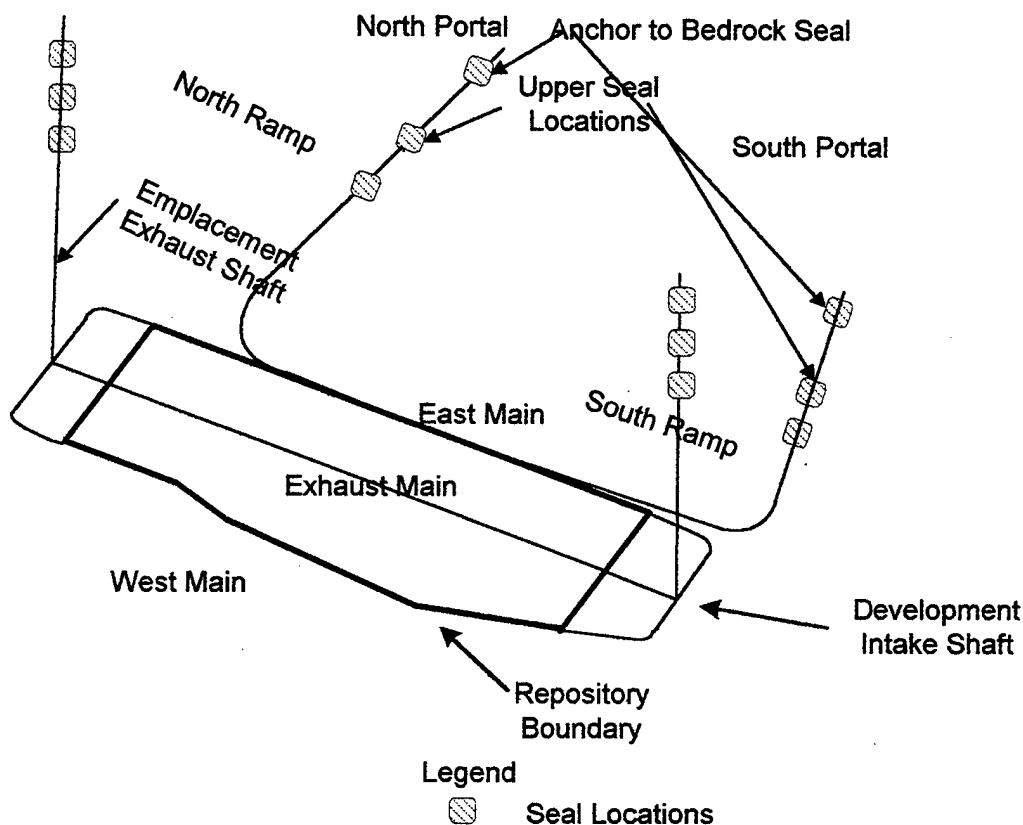 North Portal
Anchor to Bedrock Seal
North Ramp
Upper Seal
Locations
South Portal
Emplacement
Exhaust Shaft
East Main
South Ramp
Exhaust Main
West Main
Development
Intake Shaft
Repository
Boundary
Legend
Seal Locations